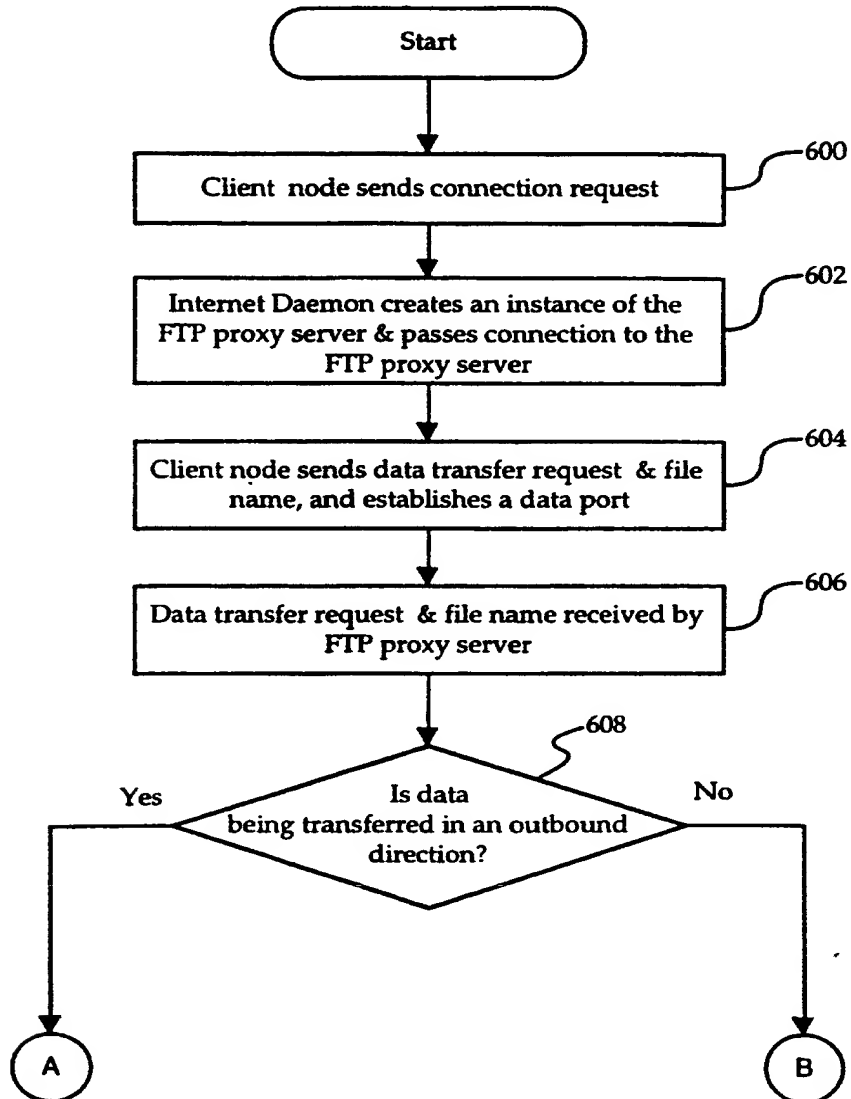 Start
600
Client node sends connection request
602
Internet Daemon creates an instance of the
FTP proxy server & passes connection to the
FTP proxy server
604
Client node sends data transfer request & file
name, and establishes a data port
606
Data transfer request & file name received by
FTP proxy server
608
Yes
Is data
No
being transferred in an outbound
direction?
A
B